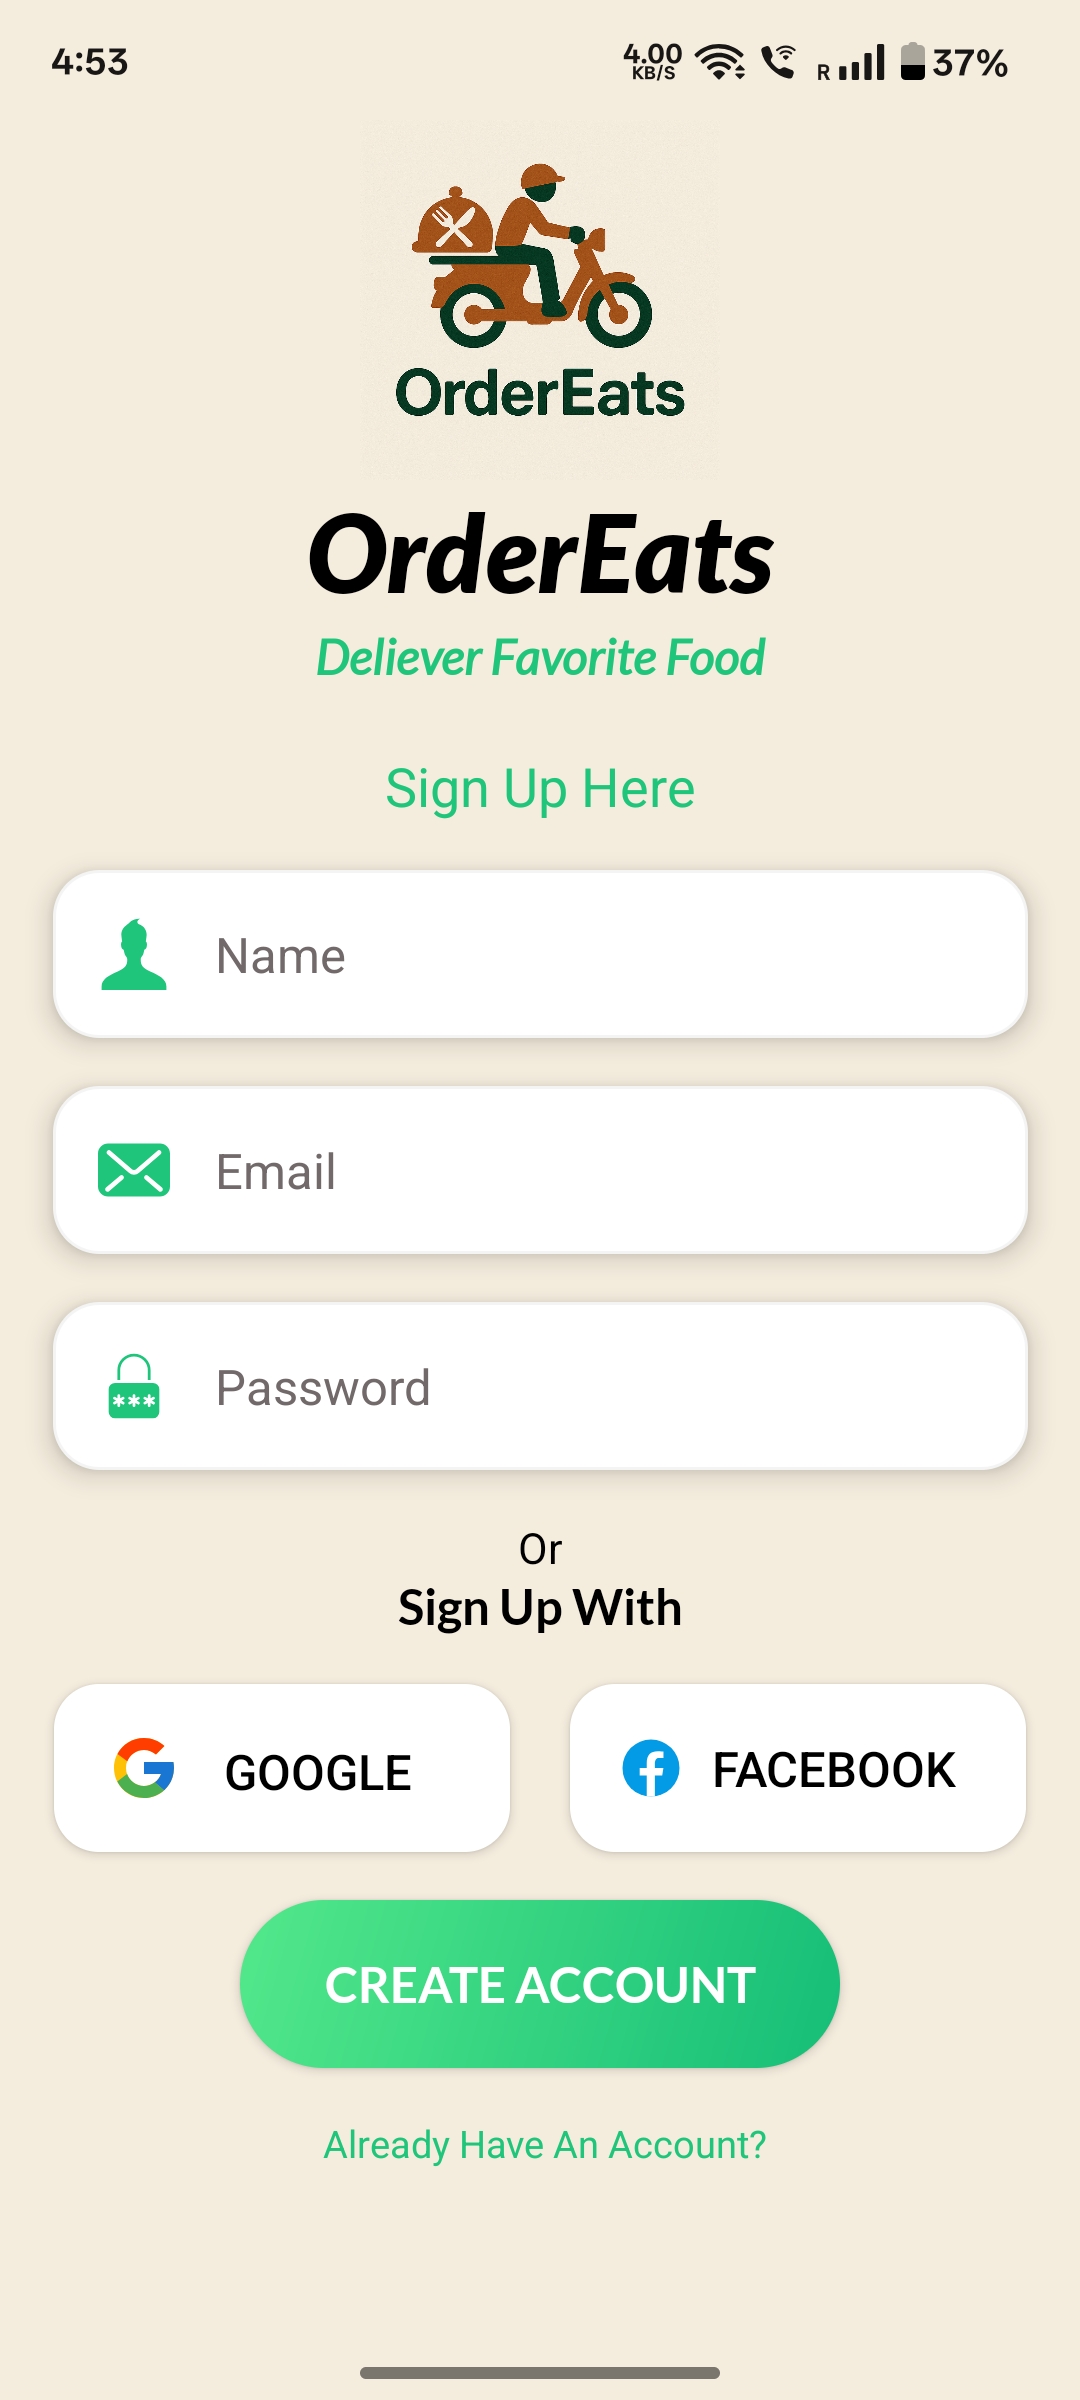 4:53
4.00
KB/S
R
37%
OrderEats
OrderEats
Deliever Favorite Food
Sign Up Here
Name
Email
***
Password
Or
Sign Up With
GOOGLE
FACEBOOK
CREATE ACCOUNT
Already Have An Account?